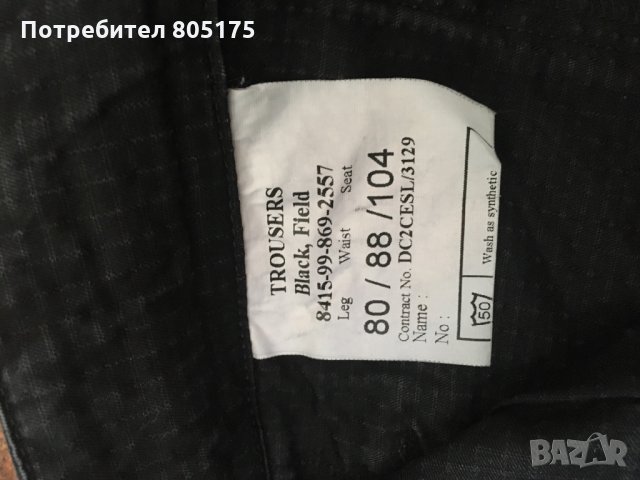 Потребител 805175
TROUSERS
Black, Field
8415-99-869-2557
Leg Waist Seat
80 / 88 /104
Contract No. DC2CESL/3129
Name :
No :
50
Wash as synthetic
BAZAR